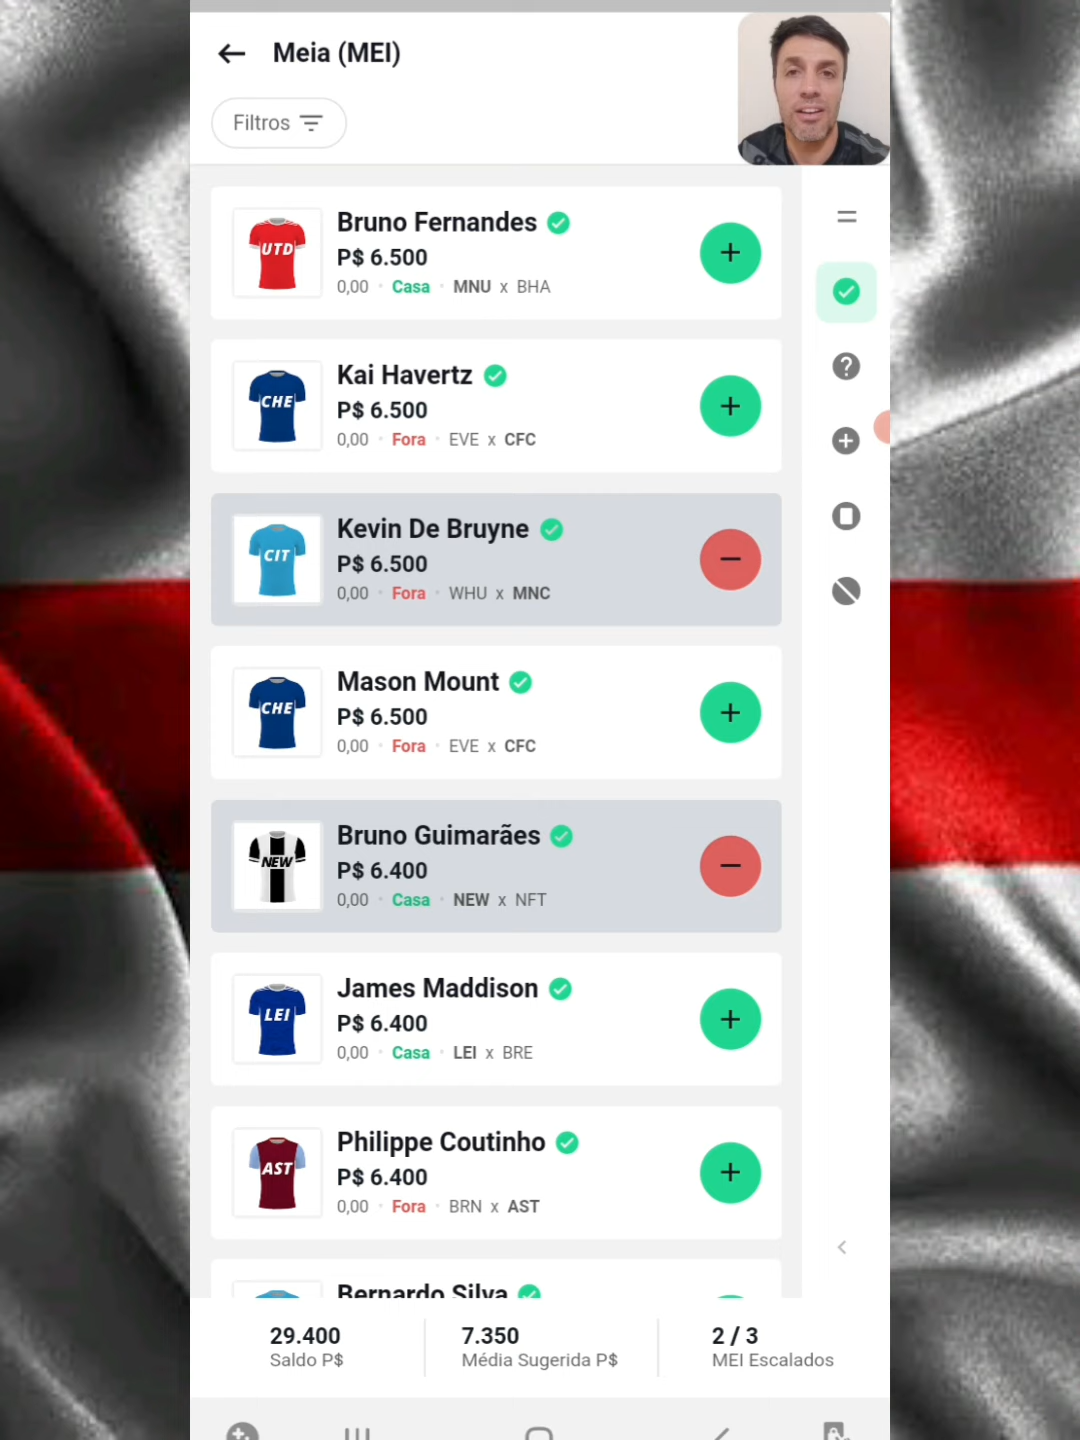 Meia (MEI)
Filtros
UTD
Bruno Fernandes
P$ 6.500
0,00 · Casa · MNU x BHA
CHE
Kai Havertz
P$ 6.500
0,00 · Fora · EVE x CFC
CIT
Kevin De Bruyne
P$ 6.500
0,00 · Fora · WHU x MNC
CHE
Mason Mount
P$ 6.500
0,00 · Fora · EVE x CFC
NEW
Bruno Guimarães
P$ 6.400
0,00 · Casa · NEW x NFT
LEI
James Maddison
P$ 6.400
0,00 · Casa · LEI x BRE
AST
Philippe Coutinho
P$ 6.400
0,00 · Fora · BRN x AST
Bernardo Silva
29.400
Saldo P$
7.350
Média Sugerida P$
2 / 3
MEI Escalados